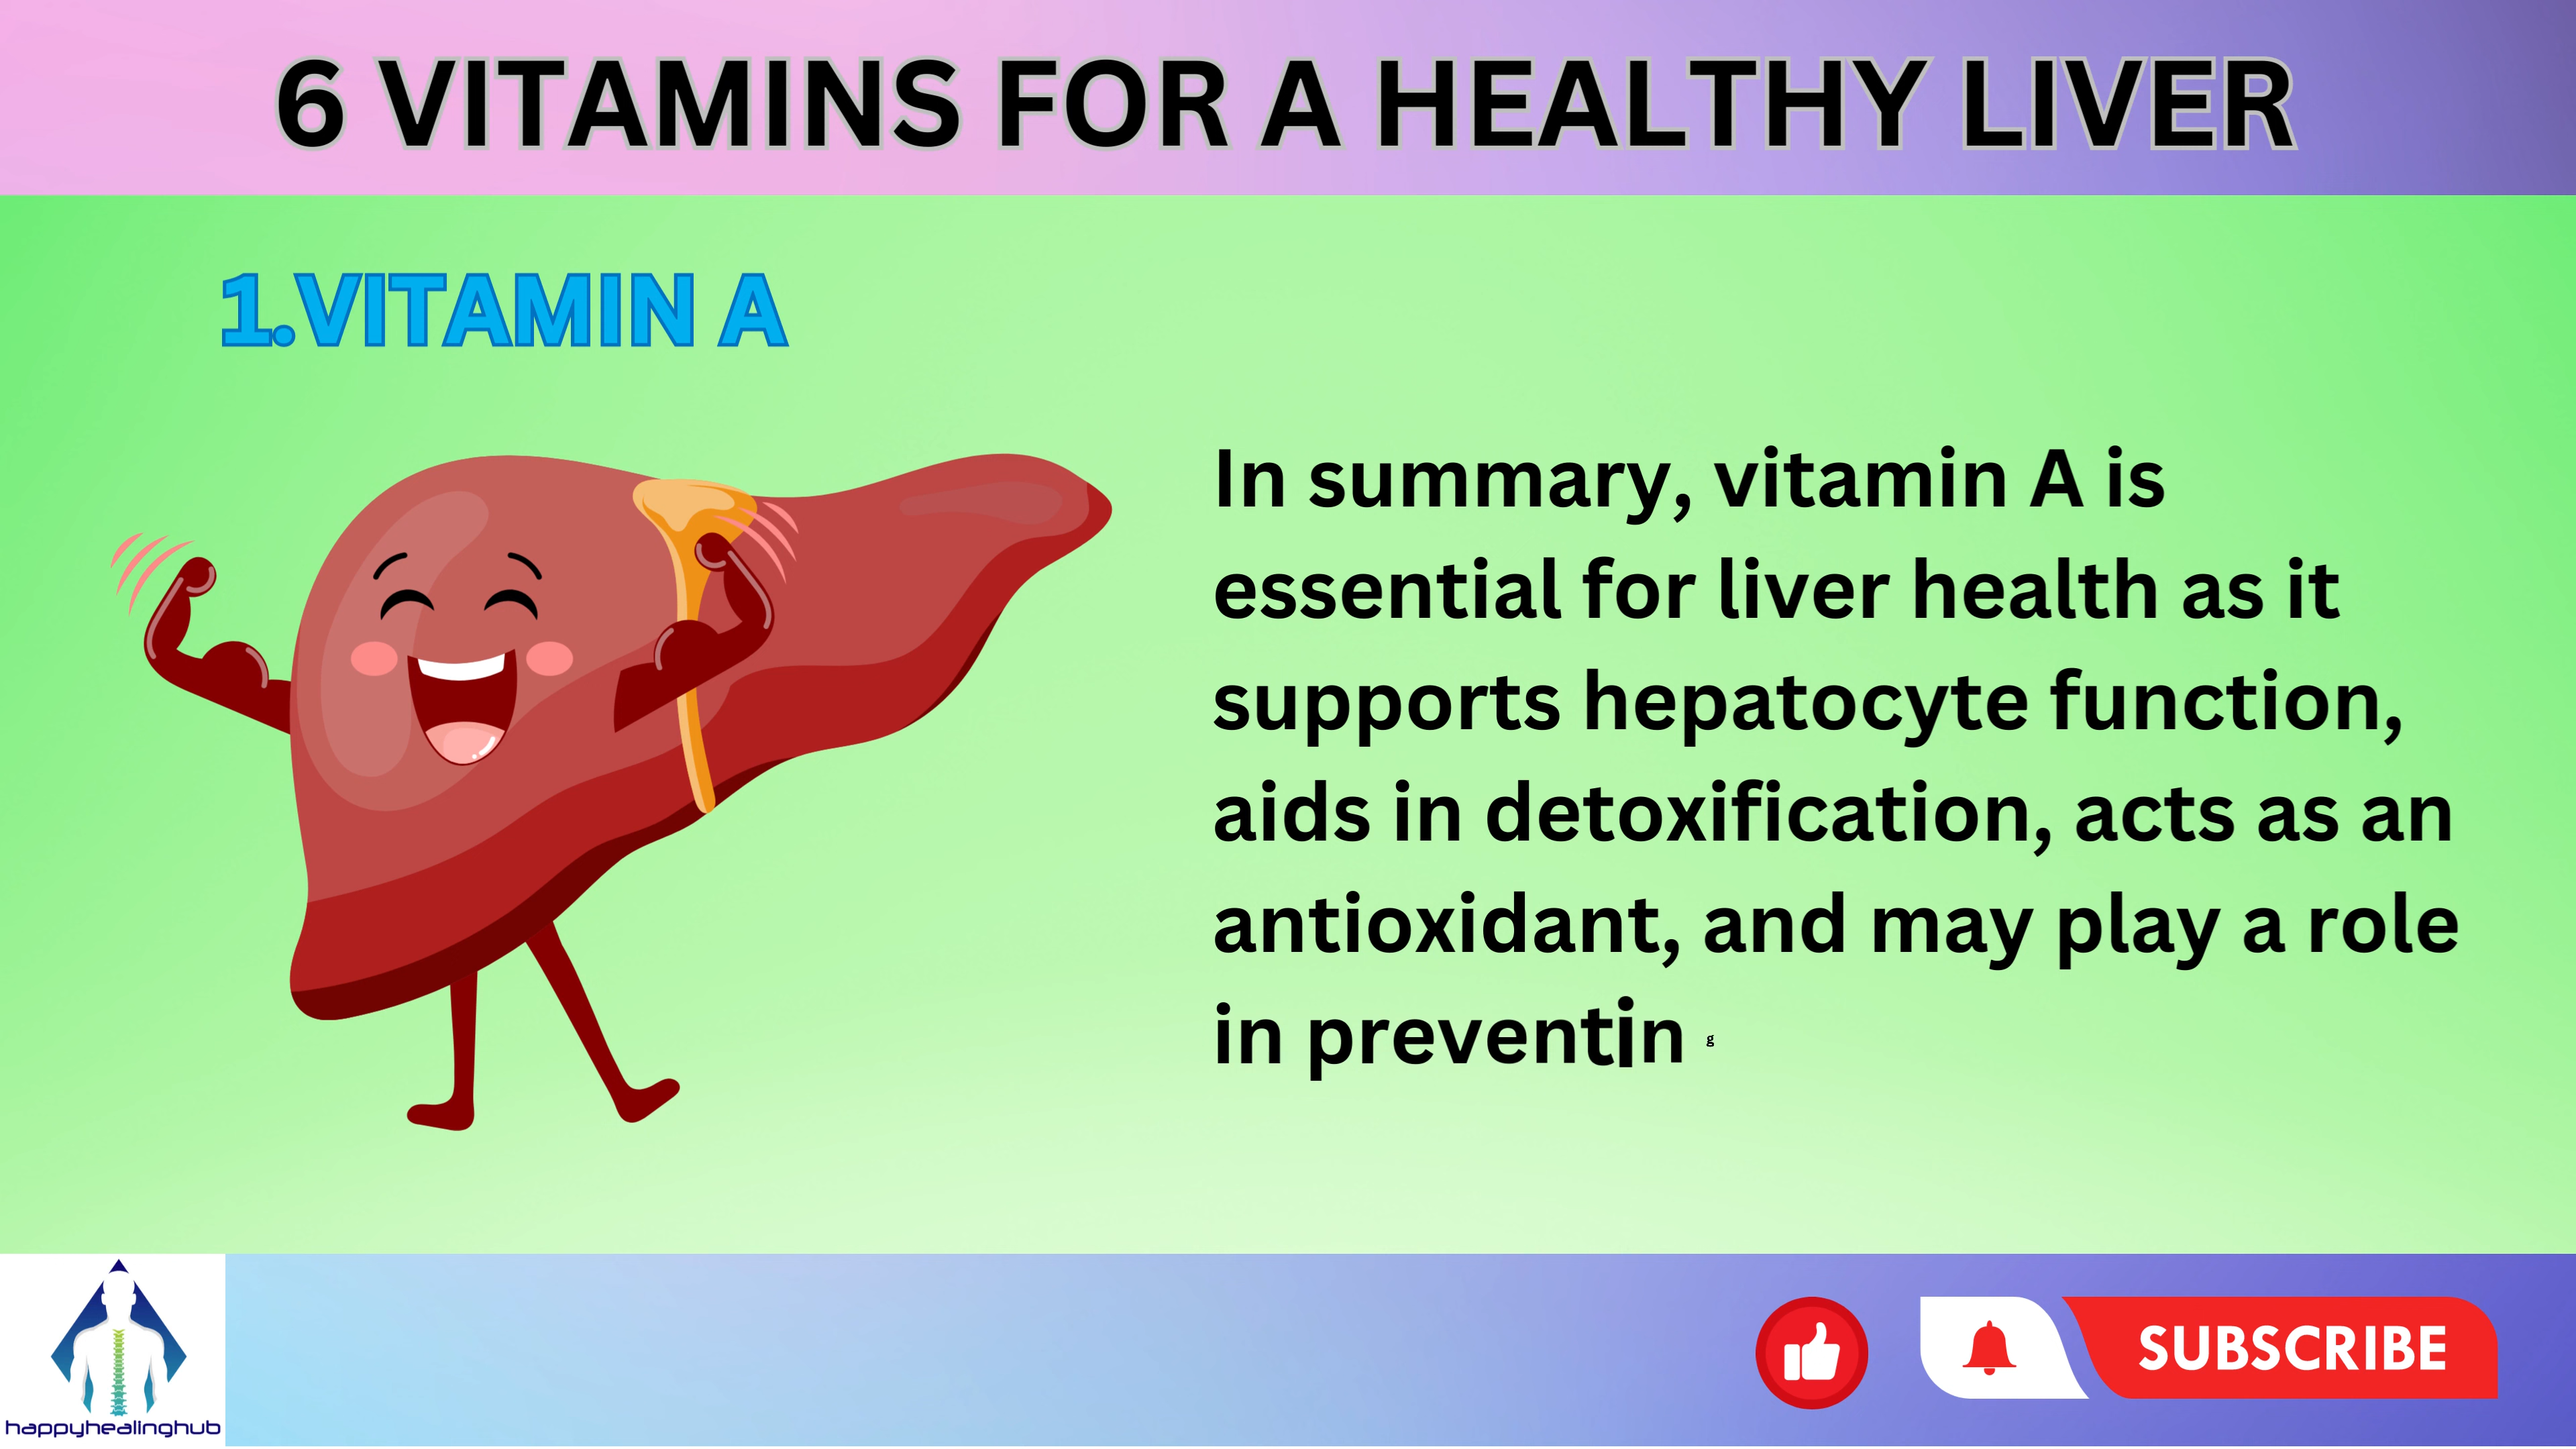 6 VITAMINS FOR A HEALTHY LIVER
1.VITAMIN A
In summary, vitamin A is
essential for liver health as it
supports hepatocyte function,
aids in detoxification, acts as an
antioxidant, and may play a role
in preventin g
happyhealinghub
SUBSCRIBE